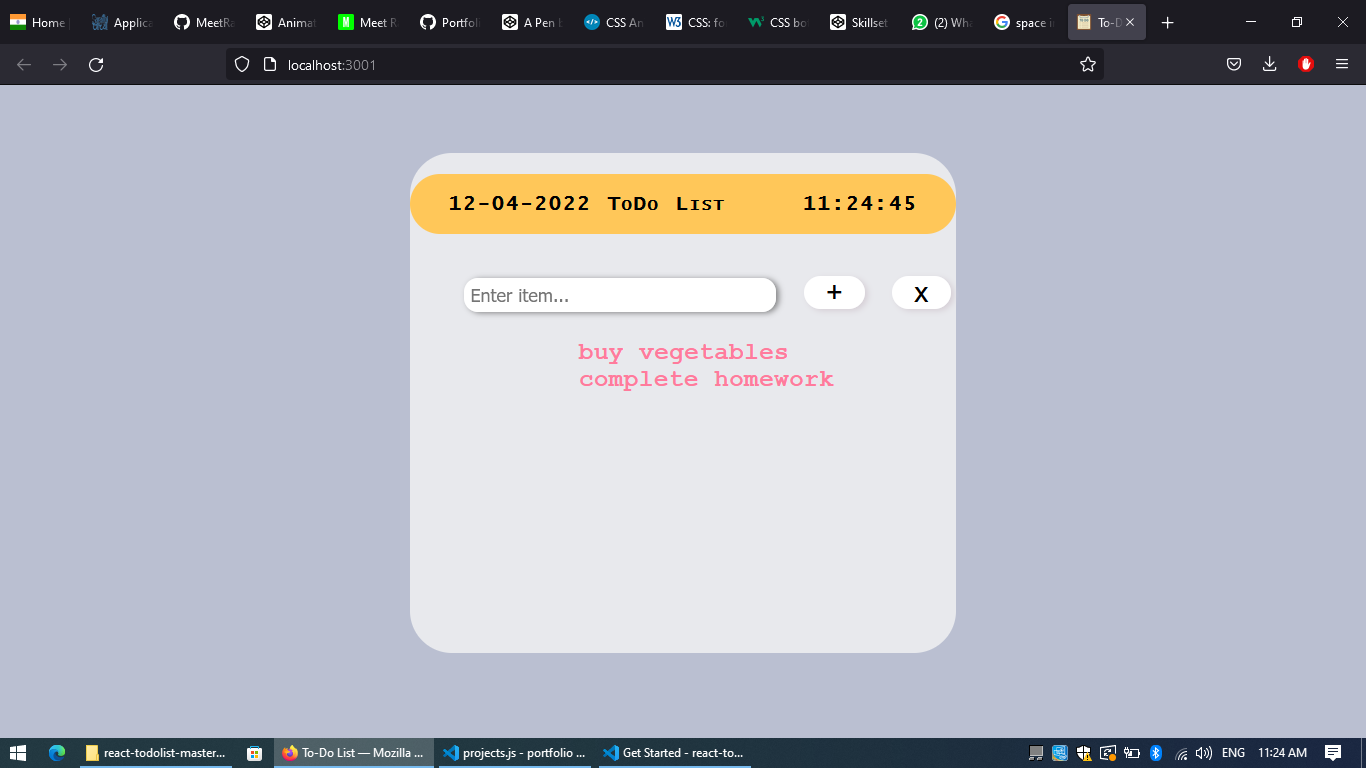 Home
Applica
MeetRa
Animat
Meet R
Portfoli
A Pen b
CSS An
CSS: fo
CSS bo
Skillset
(2) Wha
space i
To-D
localhost:3001
12-04-2022 ToDo List 11:24:45
Enter item... + x
buy vegetables
complete homework
react-todolist-master...
To-Do List — Mozilla ...
projects.js - portfolio ...
Get Started - react-to...
ENG
11:24 AM